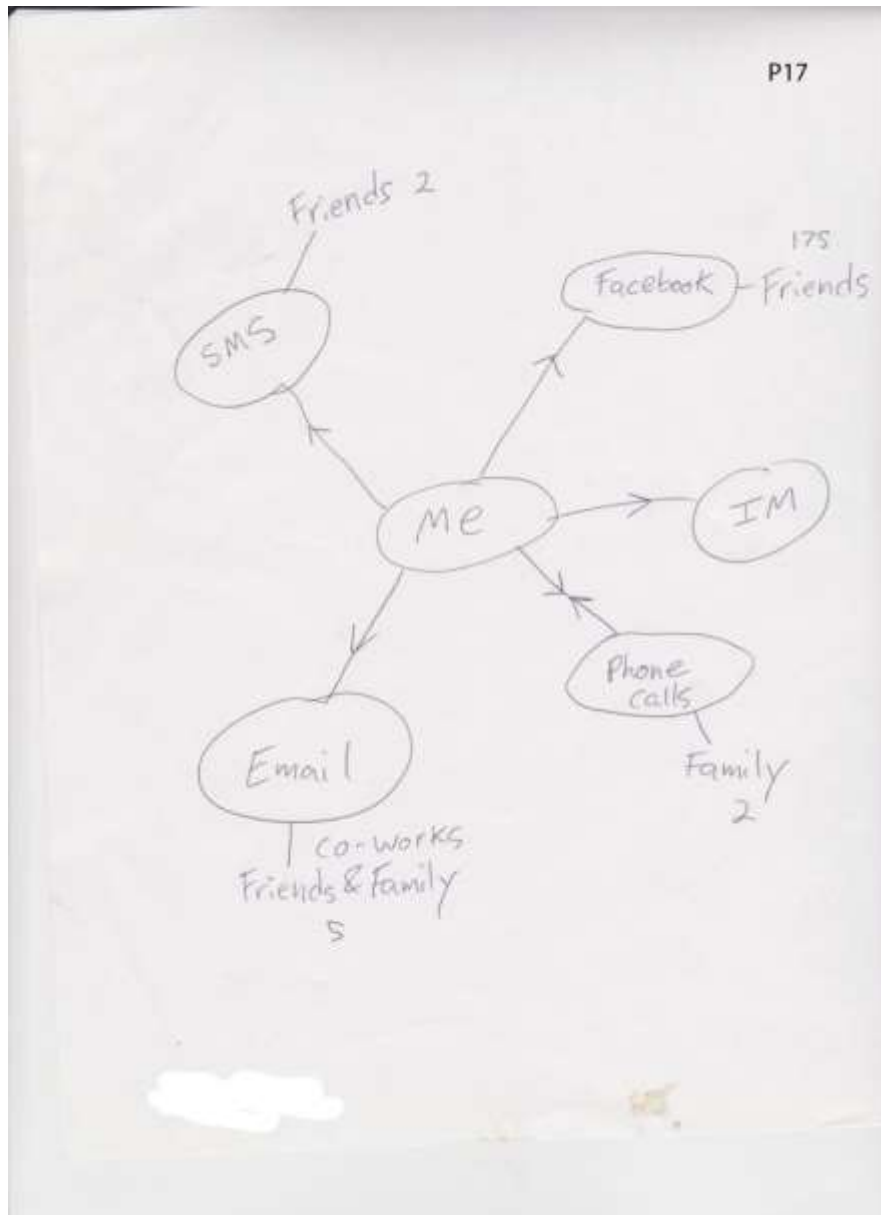 P17
Friends 2
175
Facebook
Friends
SMS
Me
IM
Phone
calls
Family
2
Email
co-works
Friends & Family
5